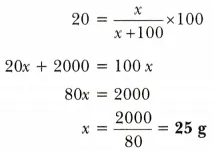 20 = x / x+100 ×100
20x + 2000 = 100 x
80x = 2000
x = 2000 / 80 = 25 g